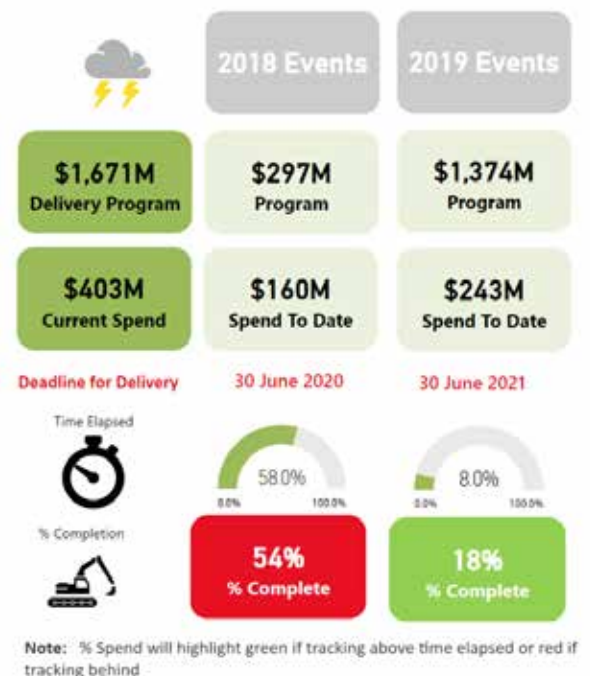 2018 Events
2019 Events
$1,671M
Delivery Program
$297M
Program
$1,374M
Program
$403M
Current Spend
$160M
Spend To Date
$243M
Spend To Date
Deadline for Delivery
30 June 2020
30 June 2021
Time Elapsed
58.0%
0.0%
100.0%
8.0%
0.0%
100.0%
% Completion
54%
% Complete
18%
% Complete
Note: % Spend will highlight green if tracking above time elapsed or red if
tracking behind